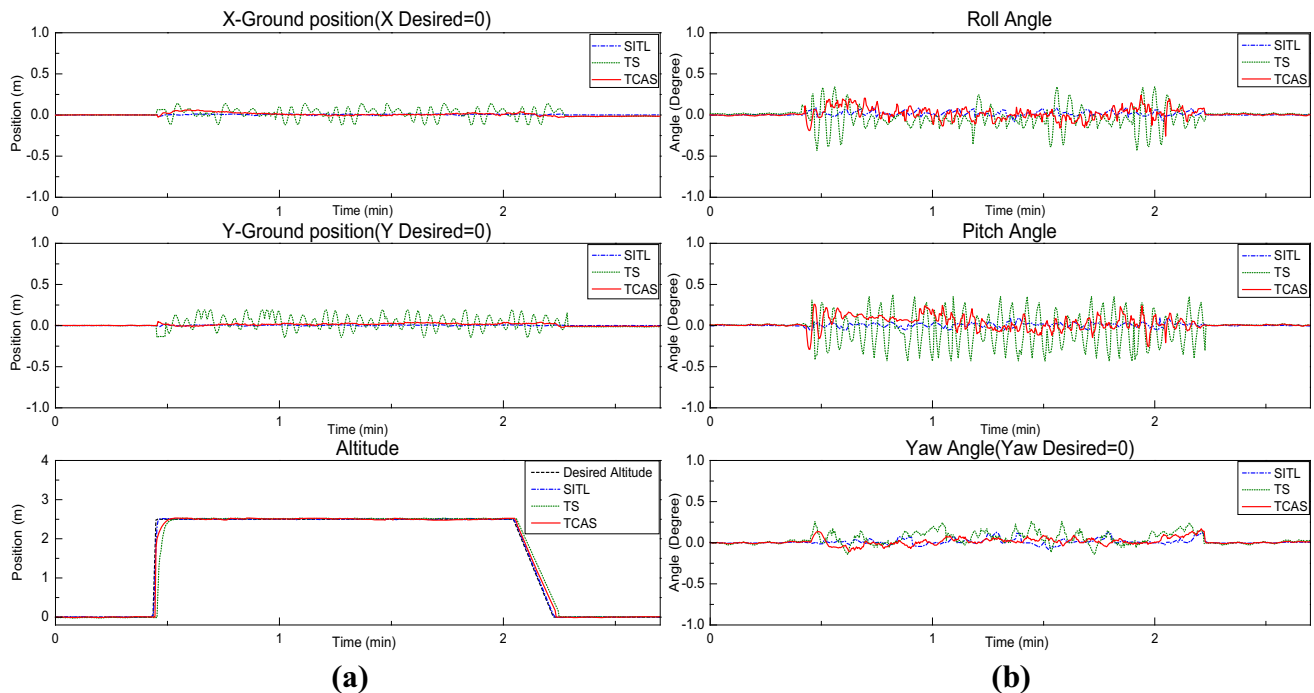 X-Ground position(X Desired=0)
1.0
0.5
0.0
-0.5
-1.0
Position (m)
SITL
TS
TCAS
0
1
2
Time (min)
Y-Ground position(Y Desired=0)
1.0
0.5
0.0
-0.5
-1.0
Position (m)
SITL
TS
TCAS
0
1
2
Time (min)
Altitude
4
3
2
1
0
Position (m)
Desired Altitude
SITL
TS
TCAS
0
1
2
Time (min)
(a)
Roll Angle
1.0
0.5
0.0
-0.5
-1.0
Angle (Degree)
SITL
TS
TCAS
0
1
2
Time (min)
Pitch Angle
1.0
0.5
0.0
-0.5
-1.0
Angle (Degree)
SITL
TS
TCAS
0
1
2
Time (min)
Yaw Angle(Yaw Desired=0)
1.0
0.5
0.0
-0.5
-1.0
Angle (Degree)
SITL
TS
TCAS
0
1
2
Time (min)
(b)